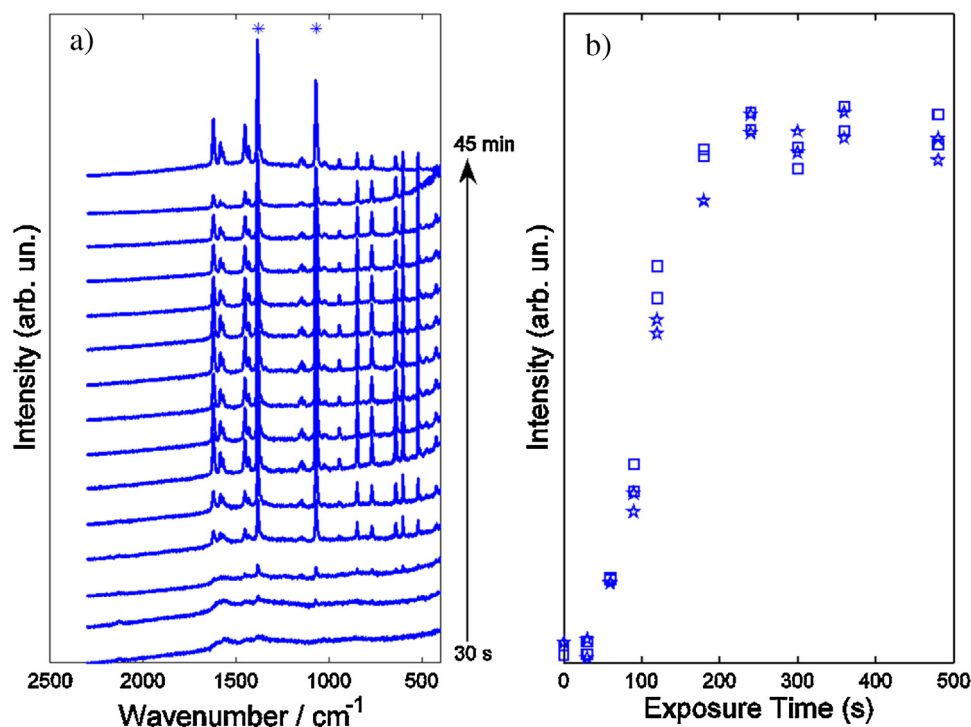 a)
* *
45 min
30 s
Intensity (arb. un.)
2500 2000 1500 1000 500
Wavenumber / cm⁻¹
b)
Intensity (arb. un.)
0 100 200 300 400 500
Exposure Time (s)